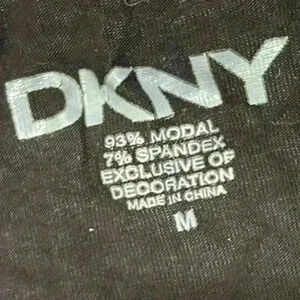 DKNY
93% MODAL
7% SPANDEX
EXCLUSIVE OF
DECORATION
MADE IN CHINA
M